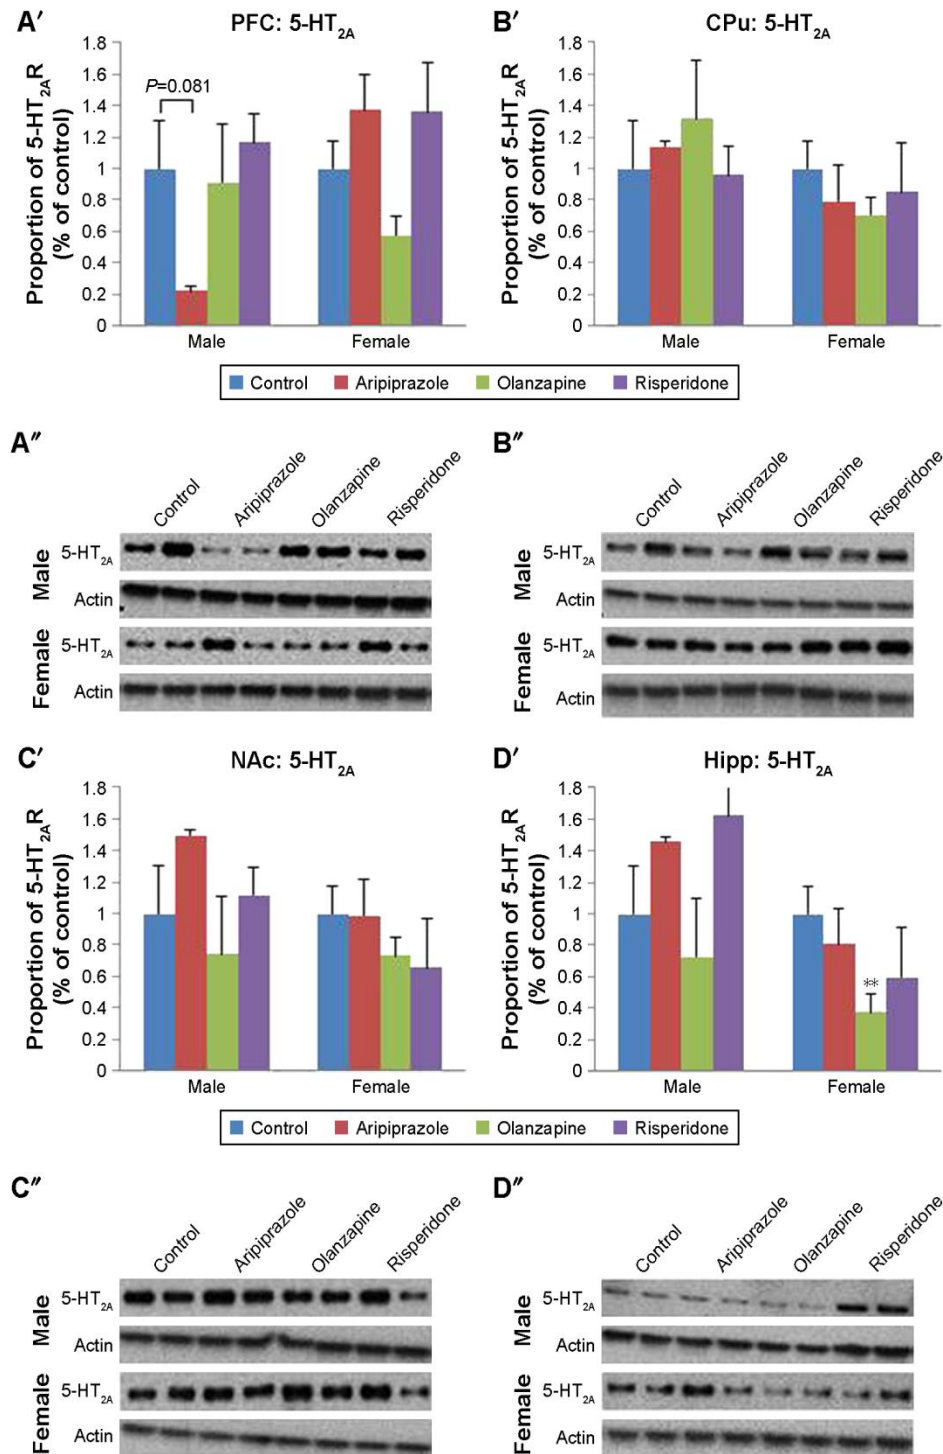 A′
PFC: 5-HT2A
Proportion of 5-HT2AR
(% of control)
1.8
1.6
1.4
1.2
1
0.8
0.6
0.4
0.2
0
P=0.081
Male
Female
B′
CPu: 5-HT2A
Proportion of 5-HT2AR
(% of control)
1.8
1.6
1.4
1.2
1
0.8
0.6
0.4
0.2
0
Male
Female
Control
Aripiprazole
Olanzapine
Risperidone
A″
Control
Aripiprazole
Olanzapine
Risperidone
Male
5-HT2A
Actin
Female
5-HT2A
Actin
B″
Control
Aripiprazole
Olanzapine
Risperidone
Male
5-HT2A
Actin
Female
5-HT2A
Actin
C′
NAc: 5-HT2A
Proportion of 5-HT2AR
(% of control)
1.8
1.6
1.4
1.2
1
0.8
0.6
0.4
0.2
0
Male
Female
D′
Hipp: 5-HT2A
Proportion of 5-HT2AR
(% of control)
1.8
1.6
1.4
1.2
1
0.8
0.6
0.4
0.2
0
**
Male
Female
Control
Aripiprazole
Olanzapine
Risperidone
C″
Control
Aripiprazole
Olanzapine
Risperidone
Male
5-HT2A
Actin
Female
5-HT2A
Actin
D″
Control
Aripiprazole
Olanzapine
Risperidone
Male
5-HT2A
Actin
Female
5-HT2A
Actin